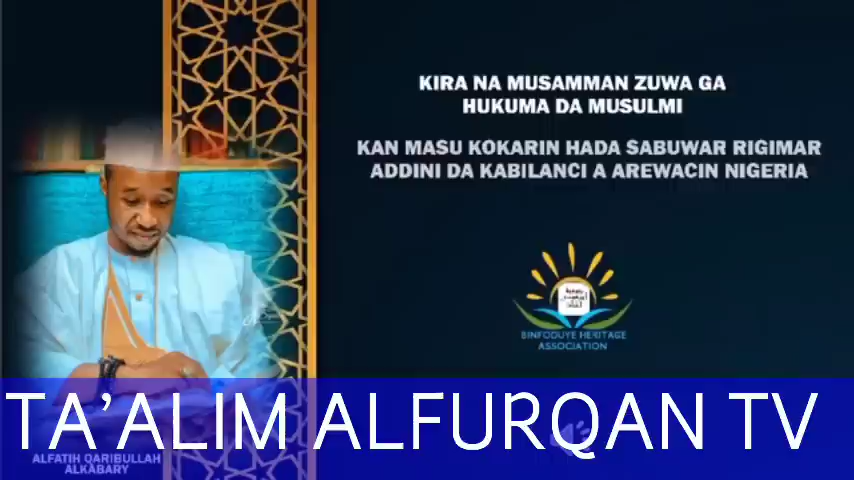 KIRA NA MUSAMMAN ZUWA GA
HUKUMA DA MUSULMI
KAN MASU KOKARIN HADA SABUWAR RIGIMAR
ADDINI DA KABILANCI A AREWACIN NIGERIA
BINFODUYE HERITAGE
ASSOCIATION
TA’ALIM ALFURQAN TV
ALFATIH QARIBULLAH
ALKABARY